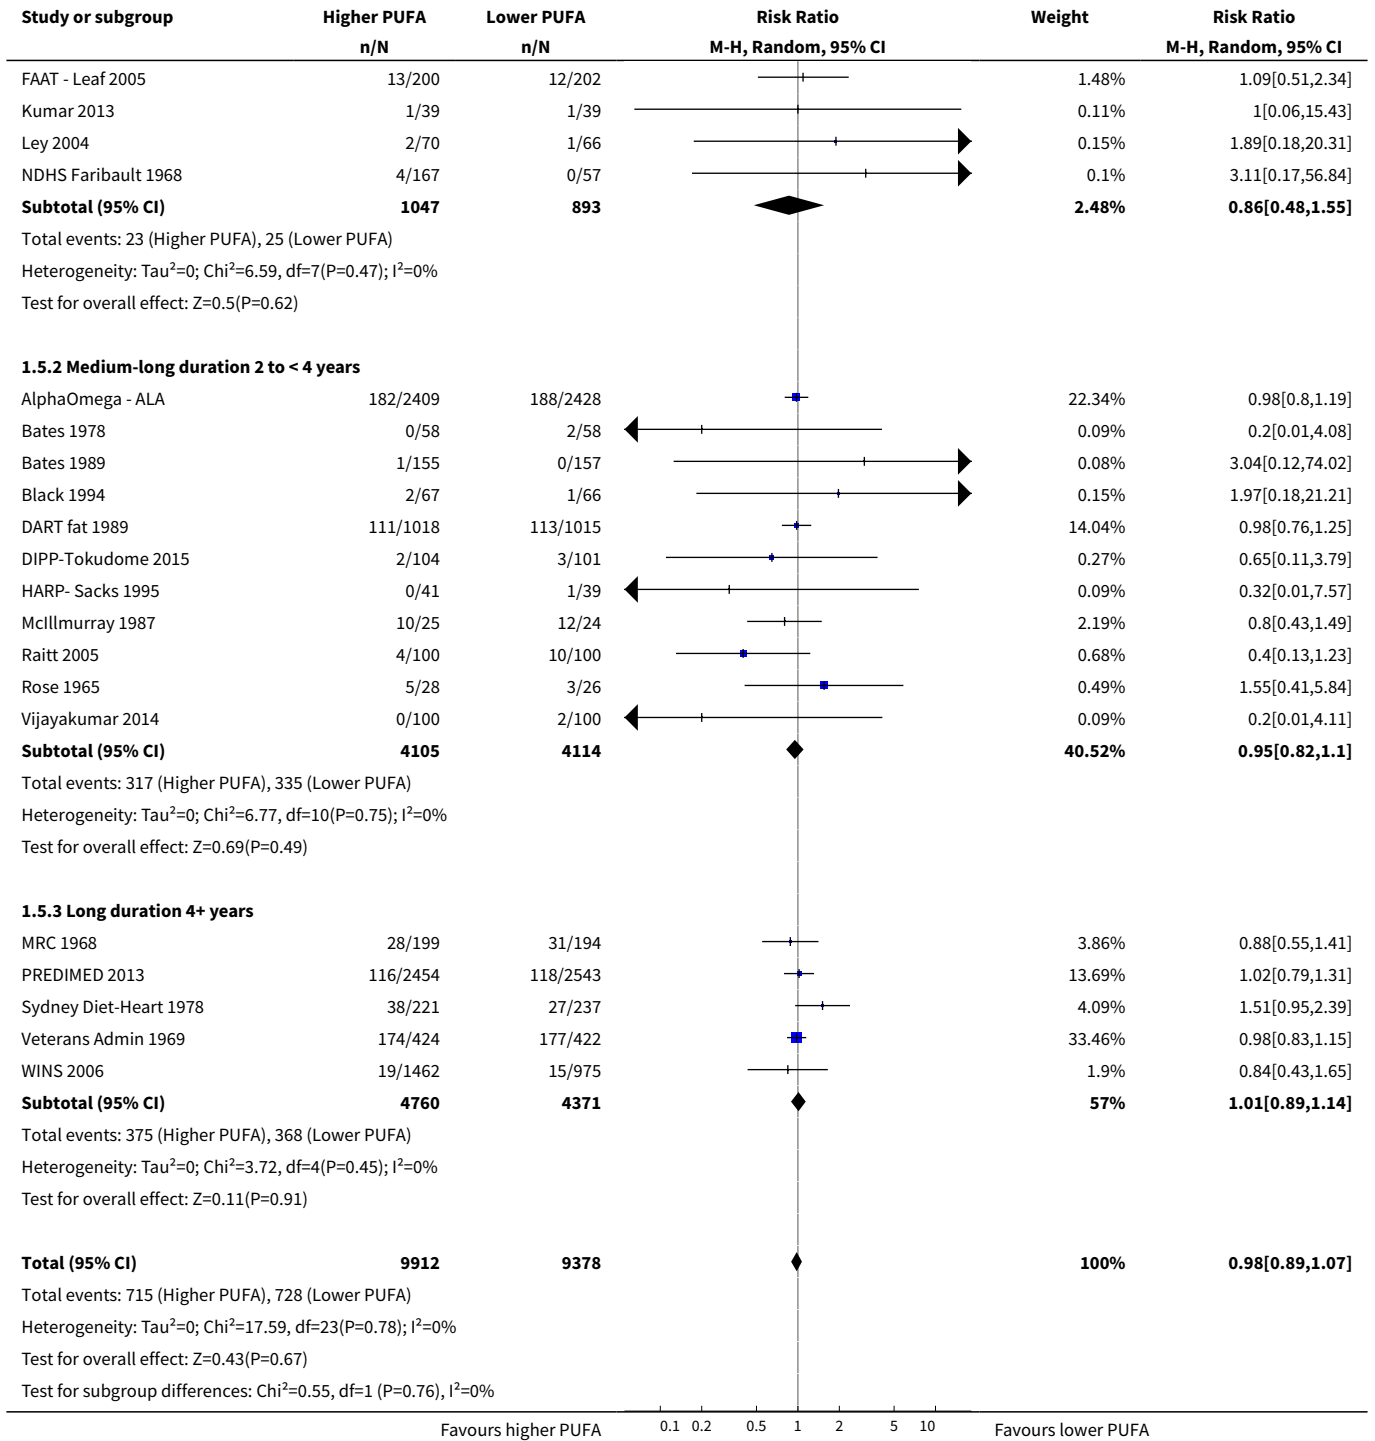 Study or subgroup Higher PUFA Lower PUFA Risk Ratio Weight Risk Ratio
n/N n/N M-H, Random, 95% CI M-H, Random, 95% CI
FAAT - Leaf 2005 13/200 12/202 1.48% 1.09[0.51,2.34]
Kumar 2013 1/39 1/39 0.11% 1[0.06,15.43]
Ley 2004 2/70 1/66 0.15% 1.89[0.18,20.31]
NDHS Faribault 1968 4/167 0/57 0.1% 3.11[0.17,56.84]
Subtotal (95% CI) 1047 893 2.48% 0.86[0.48,1.55]
Total events: 23 (Higher PUFA), 25 (Lower PUFA)
Heterogeneity: Tau²=0; Chi²=6.59, df=7(P=0.47); I²=0%
Test for overall effect: Z=0.5(P=0.62)
1.5.2 Medium-long duration 2 to < 4 years
AlphaOmega - ALA 182/2409 188/2428 22.34% 0.98[0.8,1.19]
Bates 1978 0/58 2/58 0.09% 0.2[0.01,4.08]
Bates 1989 1/155 0/157 0.08% 3.04[0.12,74.02]
Black 1994 2/67 1/66 0.15% 1.97[0.18,21.21]
DART fat 1989 111/1018 113/1015 14.04% 0.98[0.76,1.25]
DIPP-Tokudome 2015 2/104 3/101 0.27% 0.65[0.11,3.79]
HARP- Sacks 1995 0/41 1/39 0.09% 0.32[0.01,7.57]
McIllmurray 1987 10/25 12/24 2.19% 0.8[0.43,1.49]
Raitt 2005 4/100 10/100 0.68% 0.4[0.13,1.23]
Rose 1965 5/28 3/26 0.49% 1.55[0.41,5.84]
Vijayakumar 2014 0/100 2/100 0.09% 0.2[0.01,4.11]
Subtotal (95% CI) 4105 4114 40.52% 0.95[0.82,1.1]
Total events: 317 (Higher PUFA), 335 (Lower PUFA)
Heterogeneity: Tau²=0; Chi²=6.77, df=10(P=0.75); I²=0%
Test for overall effect: Z=0.69(P=0.49)
1.5.3 Long duration 4+ years
MRC 1968 28/199 31/194 3.86% 0.88[0.55,1.41]
PREDIMED 2013 116/2454 118/2543 13.69% 1.02[0.79,1.31]
Sydney Diet-Heart 1978 38/221 27/237 4.09% 1.51[0.95,2.39]
Veterans Admin 1969 174/424 177/422 33.46% 0.98[0.83,1.15]
WINS 2006 19/1462 15/975 1.9% 0.84[0.43,1.65]
Subtotal (95% CI) 4760 4371 57% 1.01[0.89,1.14]
Total events: 375 (Higher PUFA), 368 (Lower PUFA)
Heterogeneity: Tau²=0; Chi²=3.72, df=4(P=0.45); I²=0%
Test for overall effect: Z=0.11(P=0.91)
Total (95% CI) 9912 9378 100% 0.98[0.89,1.07]
Total events: 715 (Higher PUFA), 728 (Lower PUFA)
Heterogeneity: Tau²=0; Chi²=17.59, df=23(P=0.78); I²=0%
Test for overall effect: Z=0.43(P=0.67)
Test for subgroup differences: Chi²=0.55, df=1 (P=0.76), I²=0%
Favours higher PUFA 0.1 0.2 0.5 1 2 5 10 Favours lower PUFA